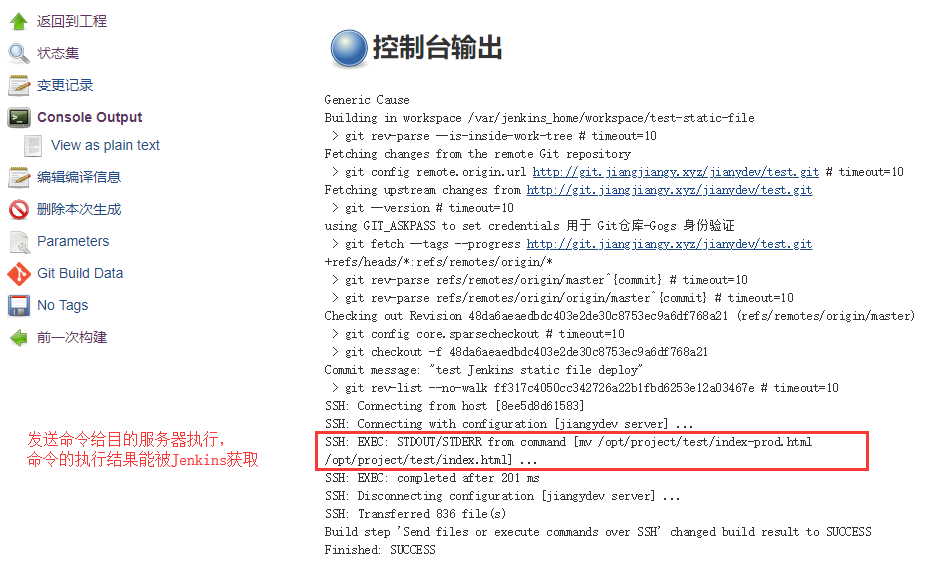 返回到工程
状态集
变更记录
Console Output
View as plain text
编辑编译信息
删除本次生成
Parameters
Git Build Data
No Tags
前一次构建
发送命令给目的服务器执行,
命令的执行结果能被Jenkins获取
控制台输出
Generic Cause
Building in workspace /var/jenkins_home/workspace/test-static-file
> git rev-parse --is-inside-work-tree # timeout=10
Fetching changes from the remote Git repository
> git config remote.origin.url http://git.jiangjiangy.xyz/jianydev/test.git # timeout=10
Fetching upstream changes from http://git.jiangjiangy.xyz/jianydev/test.git
> git --version # timeout=10
using GIT_ASKPASS to set credentials 用于 Git仓库-Gogs 身份验证
> git fetch --tags --progress http://git.jiangjiangy.xyz/jianydev/test.git
+refs/heads/*:refs/remotes/origin/*
> git rev-parse refs/remotes/origin/master^{commit} # timeout=10
> git rev-parse refs/remotes/origin/origin/master^{commit} # timeout=10
Checking out Revision 48da6aeaedbdc403e2de30c8753ec9a6df768a21 (refs/remotes/origin/master)
> git config core.sparsecheckout # timeout=10
> git checkout -f 48da6aeaedbdc403e2de30c8753ec9a6df768a21
Commit message: "test Jenkins static file deploy"
> git rev-list --no-walk ff317c4050cc342726a22b1fbd6253e12a03467e # timeout=10
SSH: Connecting from host [8ee5d8d61583]
SSH: Connecting with configuration [jiangydev server] ...
SSH: EXEC: STDOUT/STDERR from command [mv /opt/project/test/index-prod.html
/opt/project/test/index.html] ...
SSH: EXEC: completed after 201 ms
SSH: Disconnecting configuration [jiangydev server] ...
SSH: Transferred 836 file(s)
Build step 'Send files or execute commands over SSH' changed build result to SUCCESS
Finished: SUCCESS